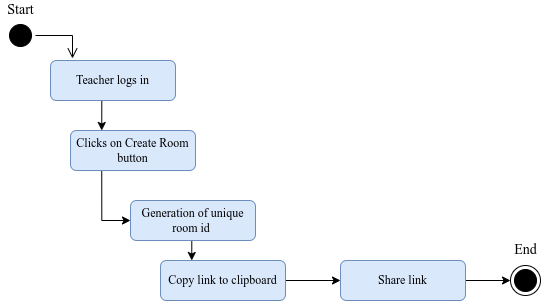 Start
Teacher logs in
Clicks on Create Room
button
Generation of unique
room id
Copy link to clipboard
Share link
End